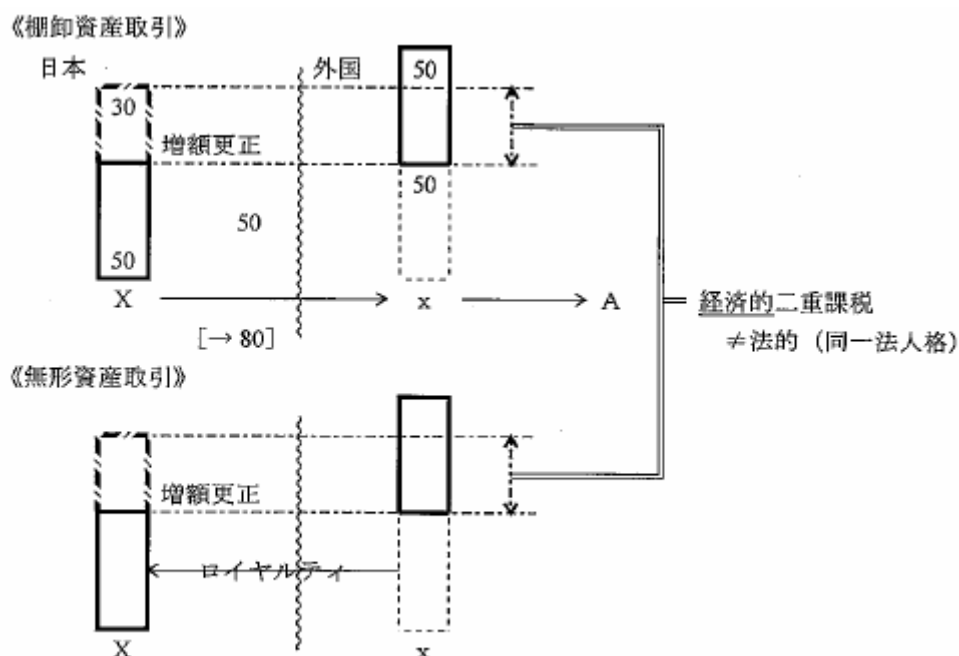 《棚卸資産取引》
日本
外国
50
30
増額更正
50
50
50
X
x
A
[→80]
経済的二重課税
≠法的（同一法人格）
《無形資産取引》
増額更正
ロイヤルティ
X
x